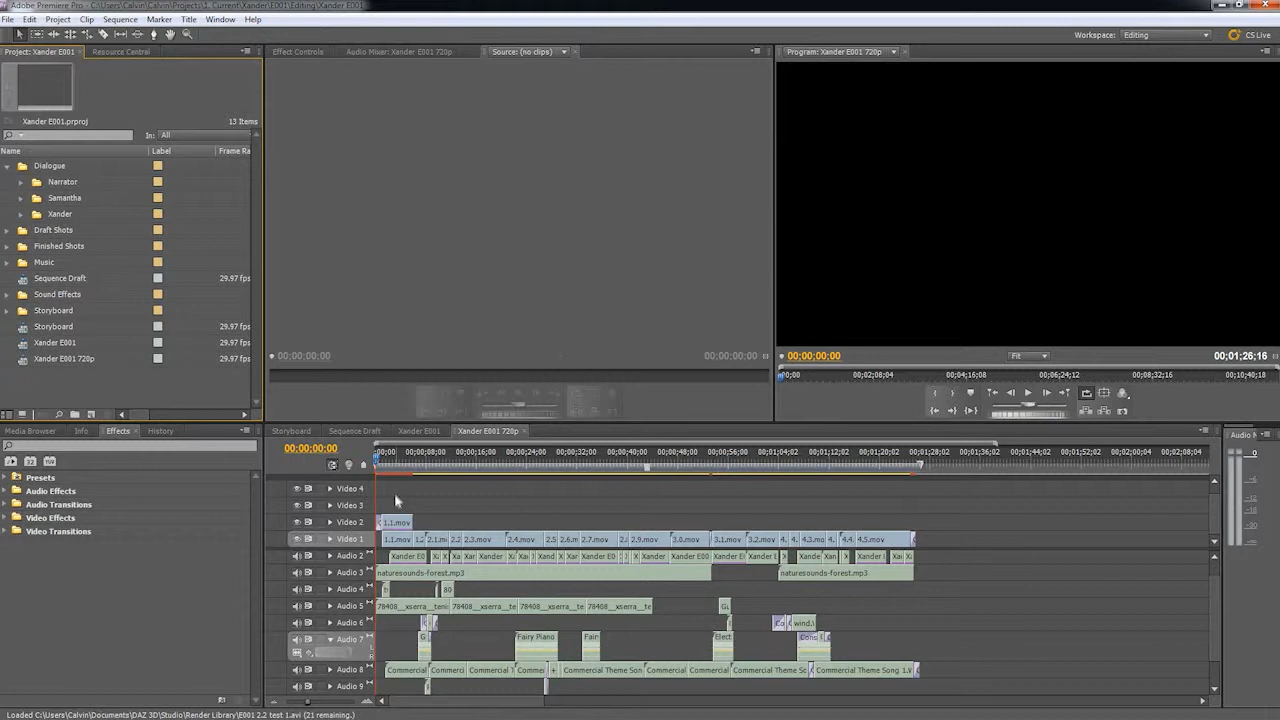 Adobe Premiere Pro - C:\Users\Calvin\Projects\1. Current\Xander\E001\Editing\Xander E001
File Edit Project Clip Sequence Marker Title Window Help
Workspace: Editing CS Live
Project: Xander E001 Resource Central
Effect Controls Audio Mixer: Xander E001 720p Source: (no clips)
Program: Xander E001 720p
Xander E001.prproj 13 Items
In: All
Name Label Frame Ra
Dialogue
Narrator
Samantha
Xander
Draft Shots
Finished Shots
Music
Sequence Draft 29.97 fps
Sound Effects
Storyboard
Storyboard 29.97 fps
Xander E001 29.97 fps
Xander E001 720p 29.97 fps
00;00;00;00 00;00;00;00
00;00;00;00 Fit 00;01;26;16
00;00 00;02;08;04 00;04;16;08 00;06;24;12 00;08;32;16 00;10;40;18
Media Browser Info Effects History
Presets
Audio Effects
Audio Transitions
Video Effects
Video Transitions
Storyboard Sequence Draft Xander E001 Xander E001 720p
Audio M
00;00;00;00
00;00 00;00;08;00 00;00;16;00 00;00;24;00 00;00;32;00 00;00;40;00 00;00;48;00 00;00;56;00 00;01;04;02 00;01;12;02 00;01;20;02 00;01;28;02 00;01;36;02 00;01;44;02 00;01;52;02 00;02;00;04 00;02;08;04
Video 4
Video 3
Video 2 1.1.mov
Video 1 1.1.mov 1.2 2.1.m 2.2 2.3.mov 2.4.mov 2.5 2.6.m 2.7.mov 2.9.mov 3.0.mov 3.1.mov 3.2.mov 4. 4. 4.3.mo 4.4. 4.5.mov
Audio 2 Xander E0 Xander Xander Xander Xander E Xander
Audio 3 naturesounds-forest.mp3 naturesounds-forest.mp3
Audio 4 80
Audio 5 78408__xserra__teni 78408__xserra__te 78408__xserra__te 78408__xserra__te
Audio 6 wind.
Audio 7 Fairy Piano Fairy Elect Cons
L
R
Audio 8 Commercial Commerci Commercial T Commer Commercial Theme Son Commercial Commercial Commercial Theme So Commercial Theme Song 1.W
Audio 9
0
-6
-12
-18
-30
Loaded C:\Users\Calvin\Documents\DAZ 3D\Studio\Render Library\E001 2.2 test 1.avi (21 remaining.)